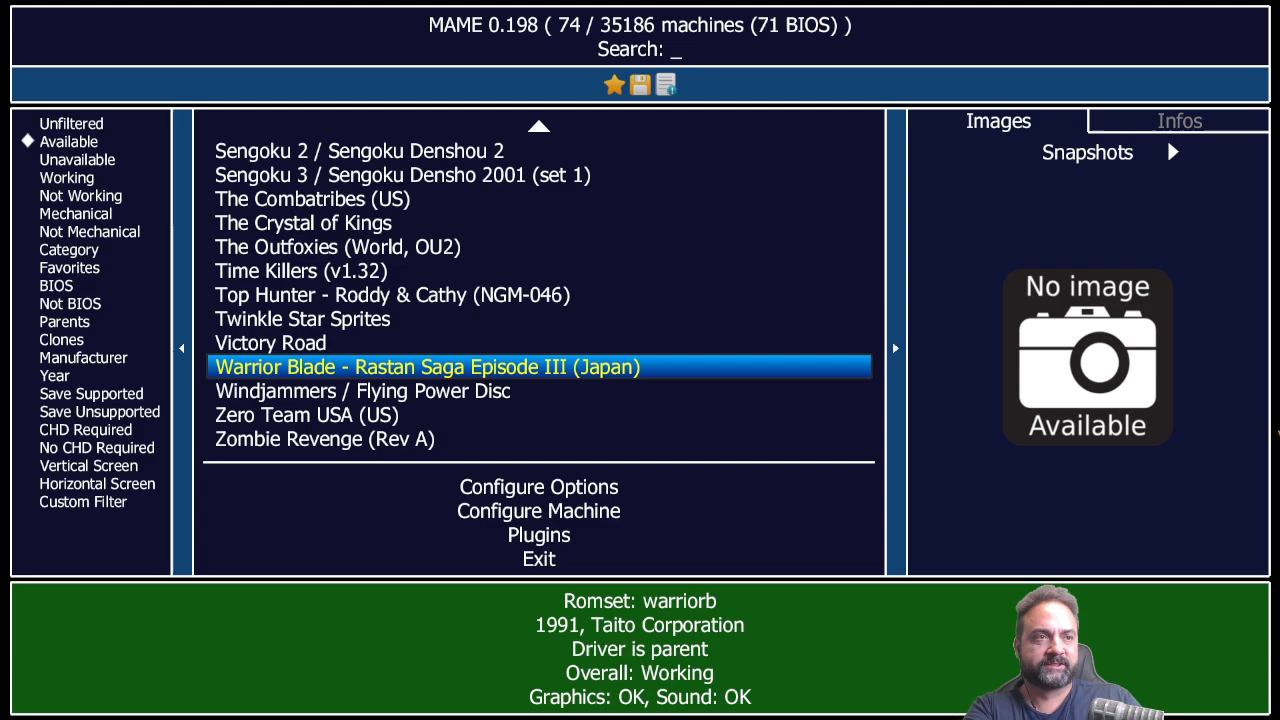 MAME 0.198 ( 74 / 35186 machines (71 BIOS) )
Search: _
Unfiltered
Available
Unavailable
Working
Not Working
Mechanical
Not Mechanical
Category
Favorites
BIOS
Not BIOS
Parents
Clones
Manufacturer
Year
Save Supported
Save Unsupported
CHD Required
No CHD Required
Vertical Screen
Horizontal Screen
Custom Filter
Sengoku 2 / Sengoku Denshou 2
Sengoku 3 / Sengoku Densho 2001 (set 1)
The Combatribes (US)
The Crystal of Kings
The Outfoxies (World, OU2)
Time Killers (v1.32)
Top Hunter - Roddy & Cathy (NGM-046)
Twinkle Star Sprites
Victory Road
Warrior Blade - Rastan Saga Episode III (Japan)
Windjammers / Flying Power Disc
Zero Team USA (US)
Zombie Revenge (Rev A)
Configure Options
Configure Machine
Plugins
Exit
Images
Infos
Snapshots
No image
Available
Romset: warriorb
1991, Taito Corporation
Driver is parent
Overall: Working
Graphics: OK, Sound: OK